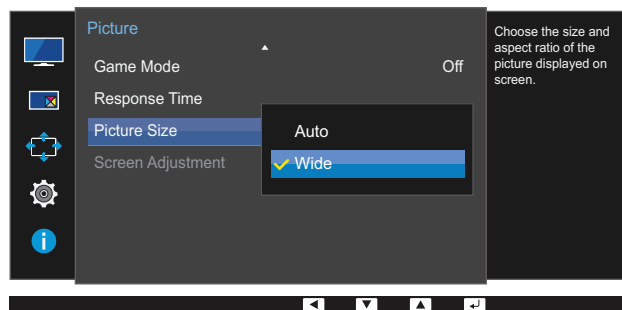 Picture
Game Mode Off
Response Time
Picture Size
Auto
Wide
Screen Adjustment
Choose the size and
aspect ratio of the
picture displayed on
screen.